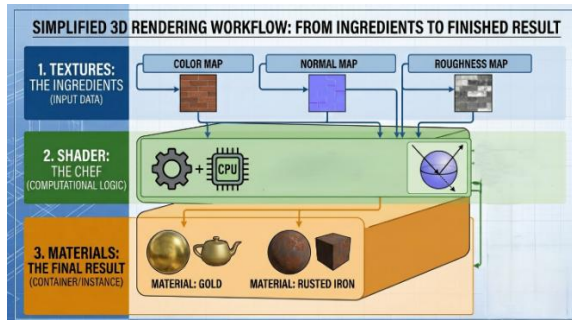 SIMPLIFIED 3D RENDERING WORKFLOW: FROM INGREDIENTS TO FINISHED RESULT
COLOR MAP
NORMAL MAP
ROUGHNESS MAP
1. TEXTURES:
THE INGREDIENTS
(INPUT DATA)
2. SHADER:
THE CHEF
(COMPUTATIONAL LOGIC)
CPU
3. MATERIALS:
THE FINAL RESULT
(CONTAINER/INSTANCE)
MATERIAL: GOLD
MATERIAL: RUSTED IRON